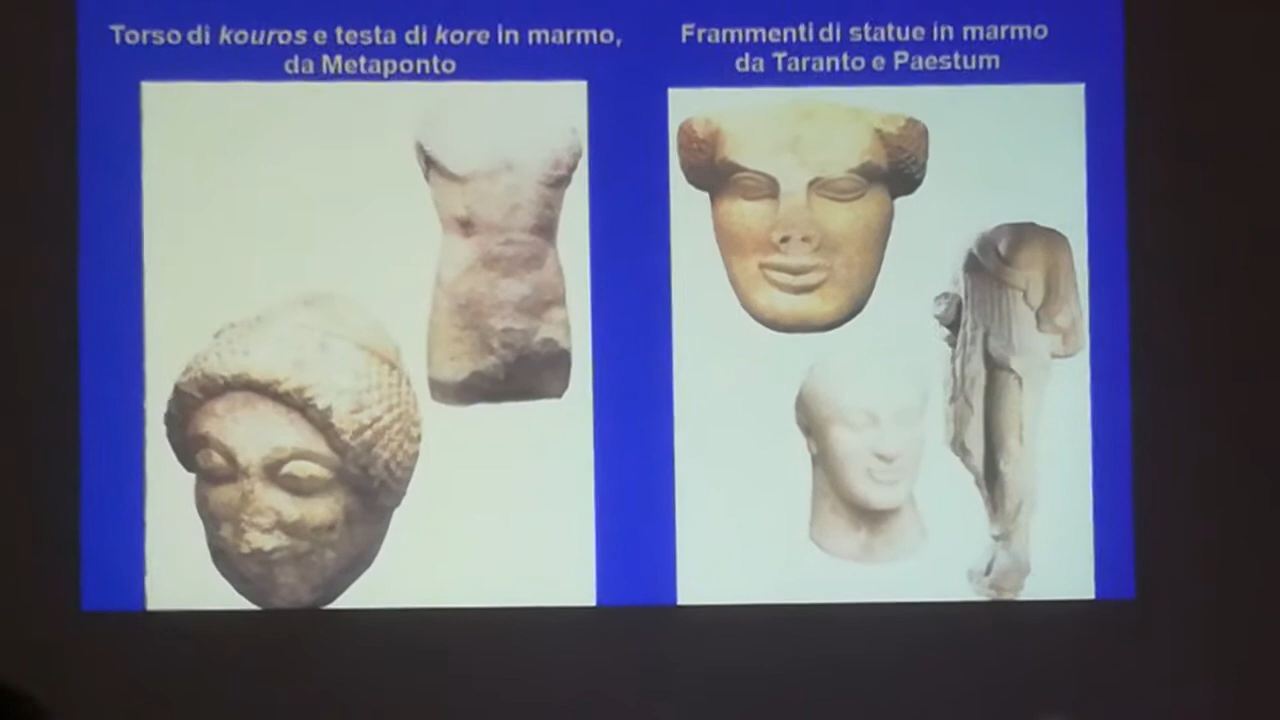 Torso di kouros e testa di kore in marmo,
da Metaponto
Frammenti di statue in marmo
da Taranto e Paestum